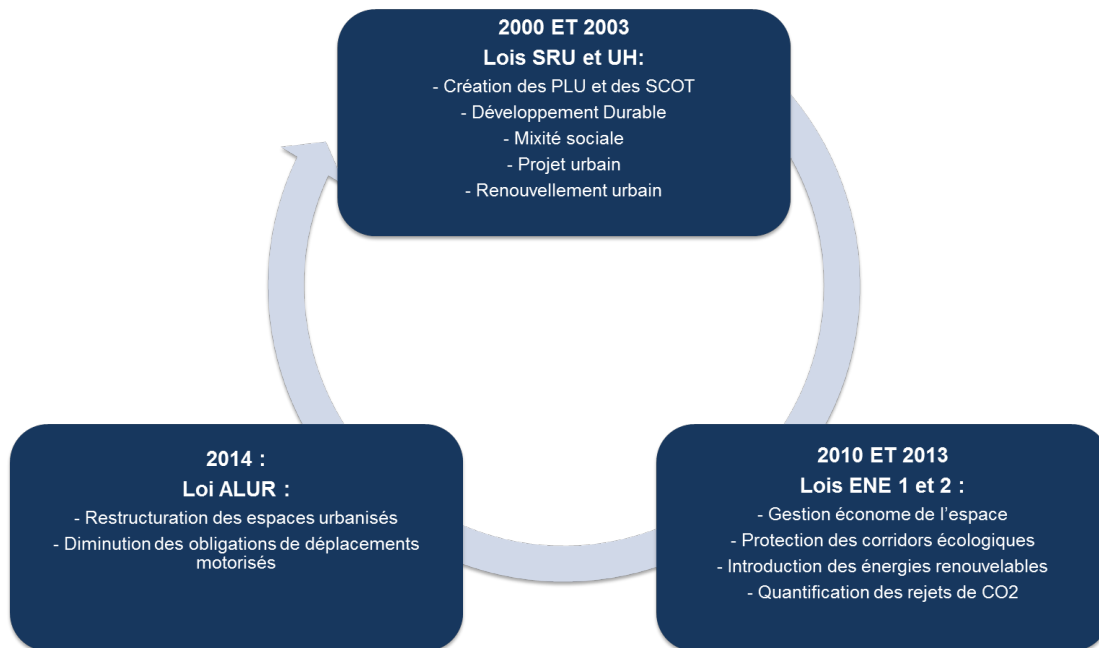 2000 ET 2003
Lois SRU et UH:
- Création des PLU et des SCOT
- Développement Durable
- Mixité sociale
- Projet urbain
- Renouvellement urbain
2014 :
Loi ALUR :
- Restructuration des espaces urbanisés
- Diminution des obligations de déplacements
motorisés
2010 ET 2013
Lois ENE 1 et 2 :
- Gestion économe de l’espace
- Protection des corridors écologiques
- Introduction des énergies renouvelables
- Quantification des rejets de CO2